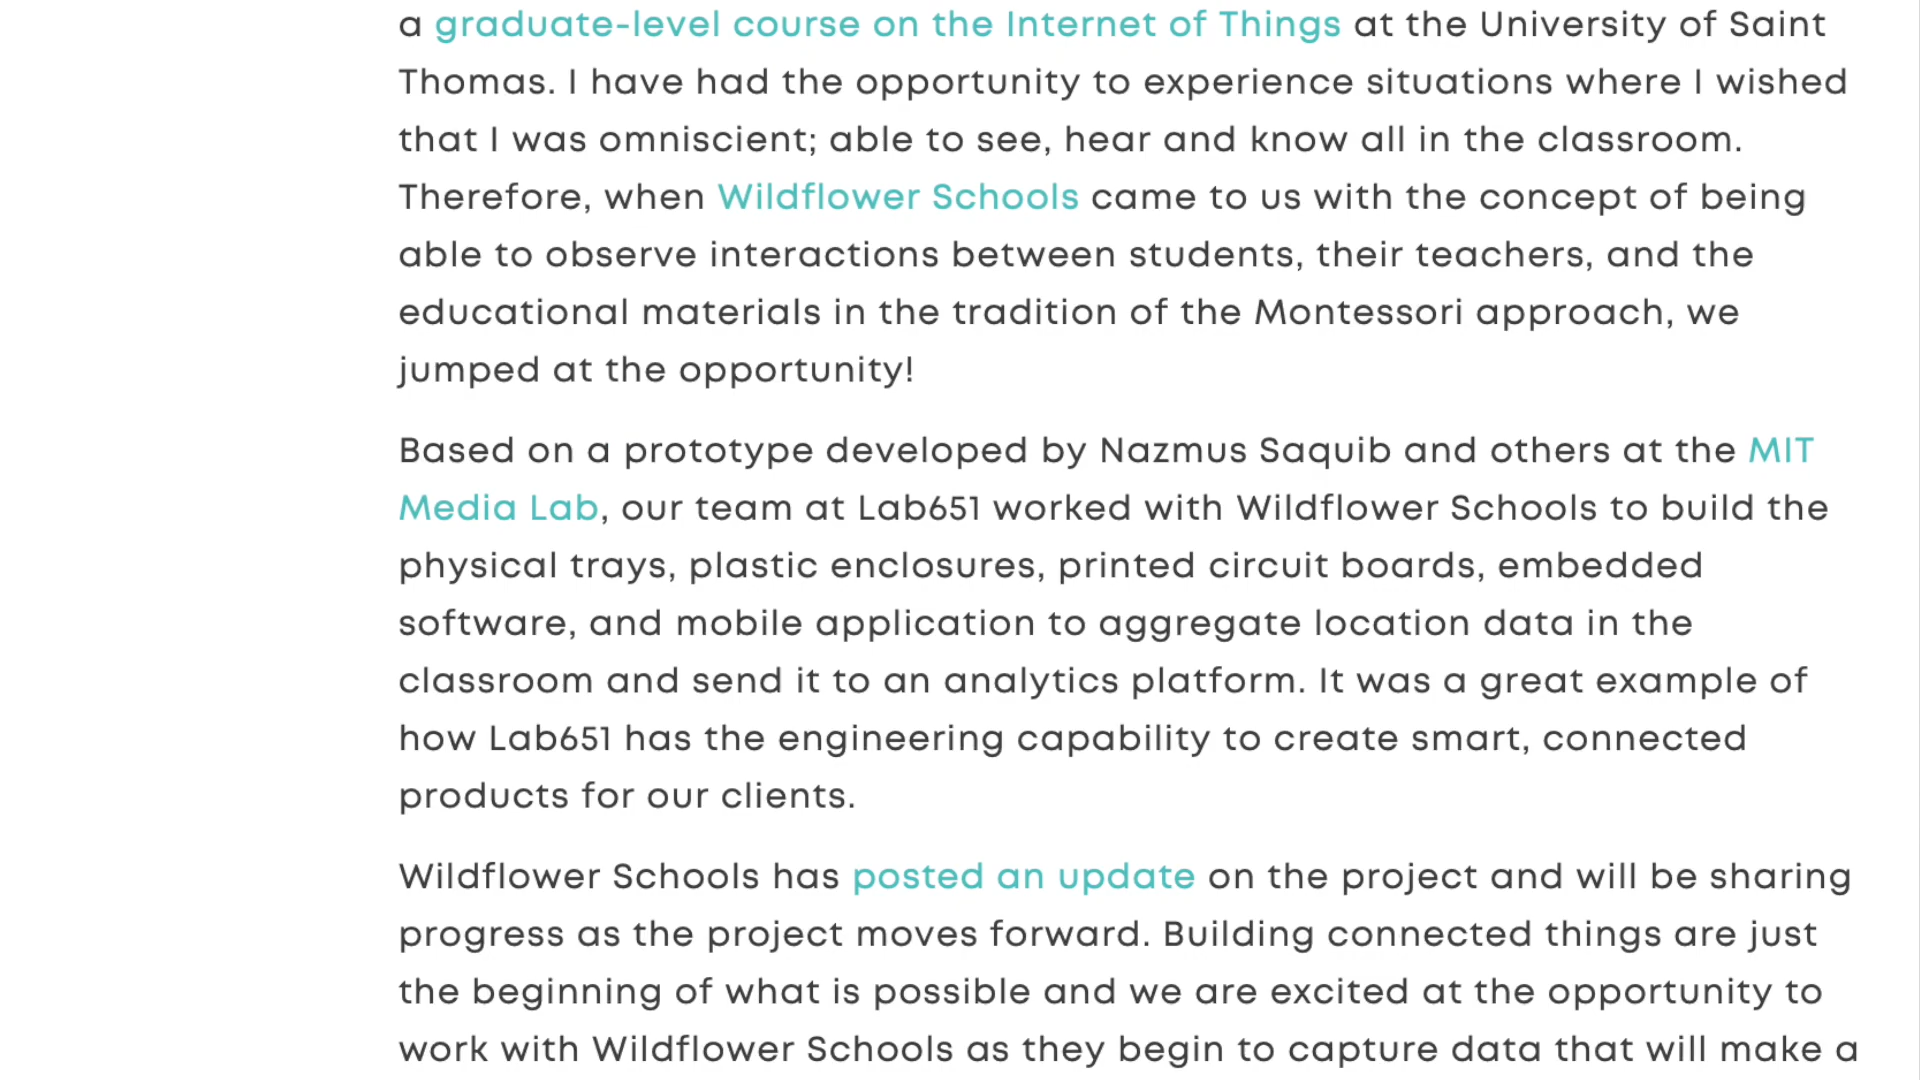 a graduate-level course on the Internet of Things at the University of Saint
Thomas. I have had the opportunity to experience situations where I wished
that I was omniscient; able to see, hear and know all in the classroom.
Therefore, when Wildflower Schools came to us with the concept of being
able to observe interactions between students, their teachers, and the
educational materials in the tradition of the Montessori approach, we
jumped at the opportunity!
Based on a prototype developed by Nazmus Saquib and others at the MIT
Media Lab, our team at Lab651 worked with Wildflower Schools to build the
physical trays, plastic enclosures, printed circuit boards, embedded
software, and mobile application to aggregate location data in the
classroom and send it to an analytics platform. It was a great example of
how Lab651 has the engineering capability to create smart, connected
products for our clients.
Wildflower Schools has posted an update on the project and will be sharing
progress as the project moves forward. Building connected things are just
the beginning of what is possible and we are excited at the opportunity to
work with Wildflower Schools as they begin to capture data that will make a